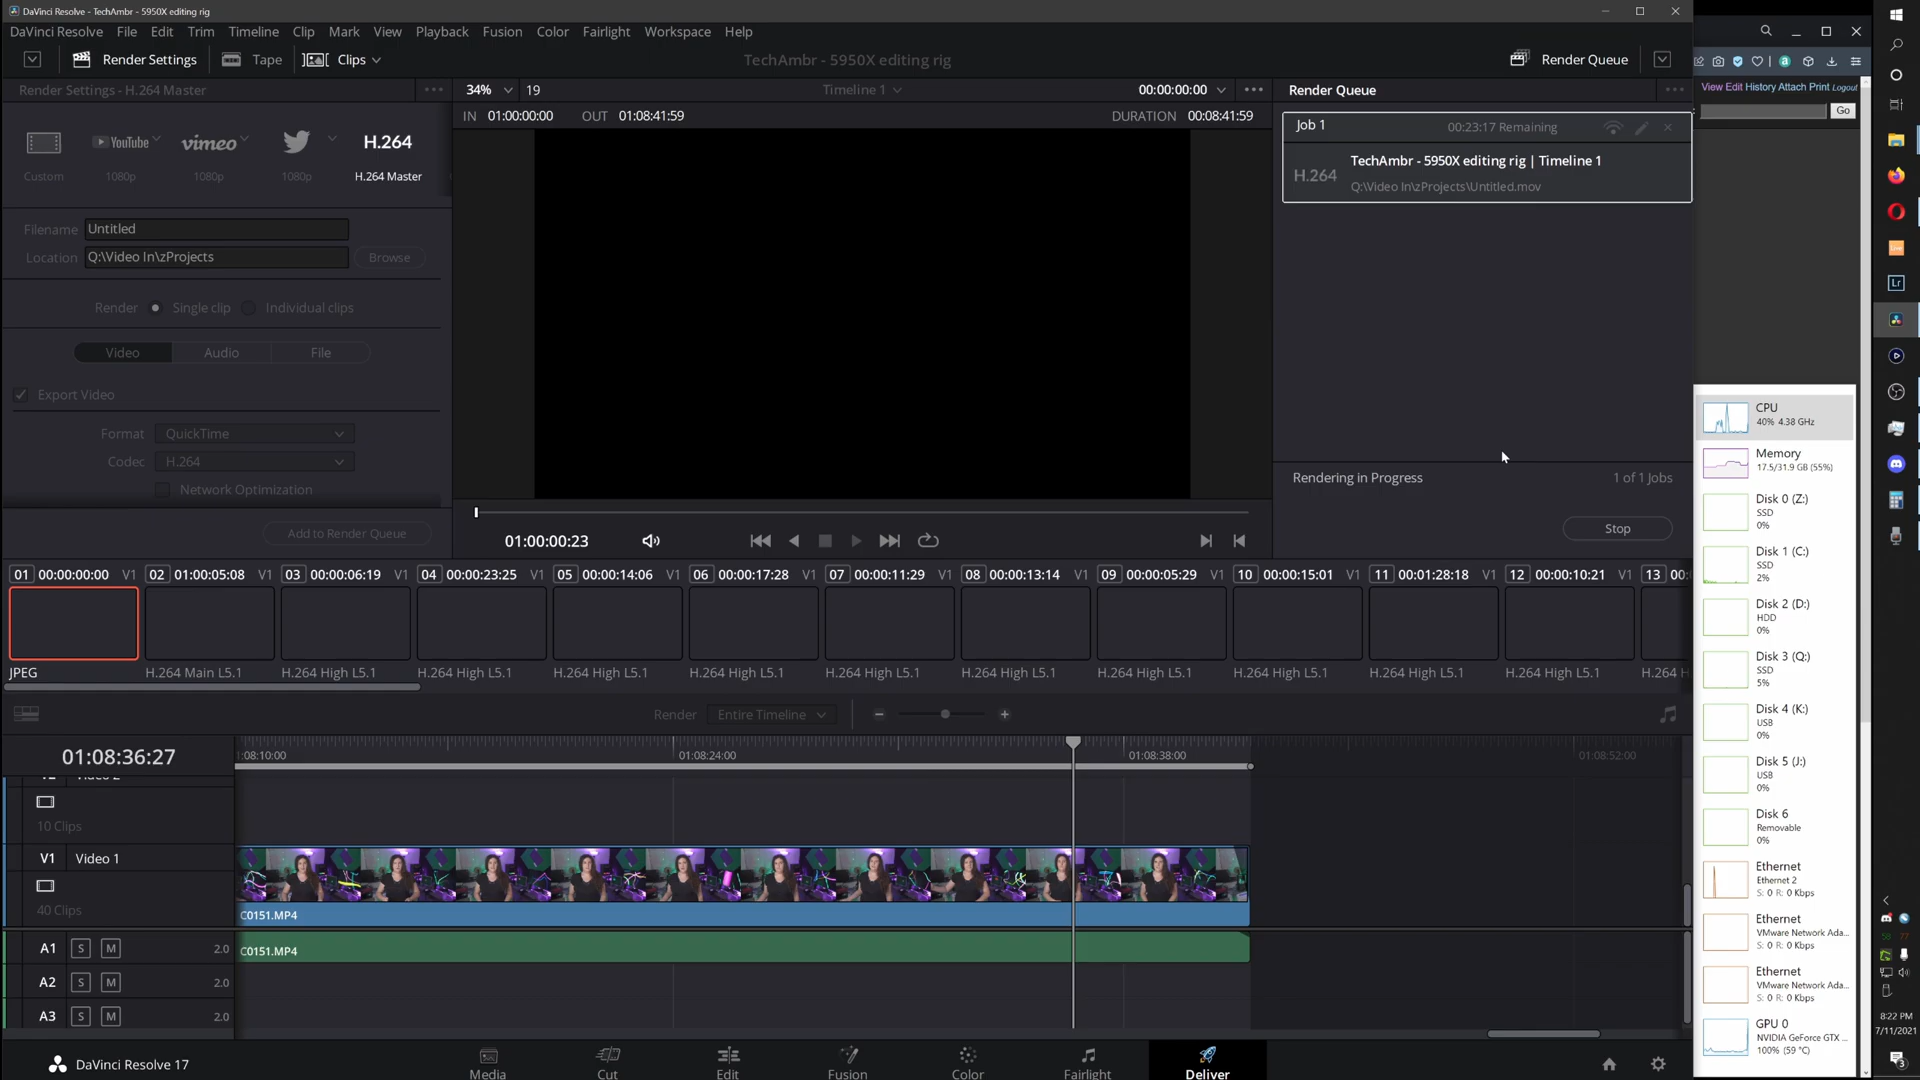 DaVinci Resolve - TechAmbr - 5950X editing rig
DaVinci Resolve File Edit Trim Timeline Clip Mark View Playback Fusion Color Fairlight Workspace Help
Render Settings Tape Clips
TechAmbr - 5950X editing rig
Render Queue
Render Settings - H.264 Master
34% 19 Timeline 1 00:00:00:00
IN 01:00:00:00 OUT 01:08:41:59 DURATION 00:08:41:59
YouTube vimeo H.264
Custom 1080p 1080p 1080p H.264 Master
Filename Untitled
Location Q:\Video In\zProjects Browse
Render Single clip Individual clips
Video Audio File
Export Video
Format QuickTime
Codec H.264
Network Optimization
Add to Render Queue
01:00:00:23
Render Queue
Job 1 00:23:17 Remaining
H.264
TechAmbr - 5950X editing rig | Timeline 1
Q:\Video In\zProjects\Untitled.mov
Rendering in Progress 1 of 1 Jobs
Stop
01 00:00:00:00 V1 02 01:00:05:08 V1 03 00:00:06:19 V1 04 00:00:23:25 V1 05 00:00:14:06 V1 06 00:00:17:28 V1 07 00:00:11:29 V1 08 00:00:13:14 V1 09 00:00:05:29 V1 10 00:00:15:01 V1 11 00:01:28:18 V1 12 00:00:10:21 V1 13 00:
JPEG H.264 Main L5.1 H.264 High L5.1 H.264 High L5.1 H.264 High L5.1 H.264 High L5.1 H.264 High L5.1 H.264 High L5.1 H.264 High L5.1 H.264 High L5.1 H.264 High L5.1 H.264 High L5.1 H.264 H
Render Entire Timeline
01:08:36:27
:08:10:00 01:08:24:00 01:08:38:00 01:08:52:00
10 Clips
V1 Video 1
40 Clips
C0151.MP4
A1 S M 2.0
C0151.MP4
A2 S M 2.0
A3 S M 2.0
DaVinci Resolve 17
Media Cut Edit Fusion Color Fairlight Deliver
View Edit History Attach Print Logout
Go
CPU
40% 4.38 GHz
Memory
17.5/31.9 GB (55%)
Disk 0 (Z:)
SSD
0%
Disk 1 (C:)
SSD
2%
Disk 2 (D:)
HDD
0%
Disk 3 (Q:)
SSD
5%
Disk 4 (K:)
USB
0%
Disk 5 (J:)
USB
0%
Disk 6
Removable
0%
Ethernet
Ethernet 2
S: 0 R: 0 Kbps
Ethernet
VMware Network Ada...
S: 0 R: 0 Kbps
Ethernet
VMware Network Ada...
S: 0 R: 0 Kbps
GPU 0
NVIDIA GeForce GTX ...
100% (59 °C)
Lr
58 77
8:22 PM
7/11/2021
3